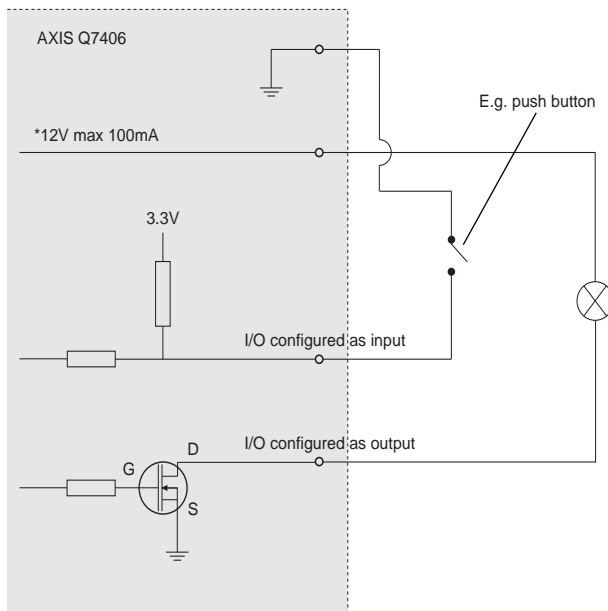 AXIS Q7406
E.g. push button
*12V max 100mA
3.3V
I/O configured as input
I/O configured as output
D
G
S